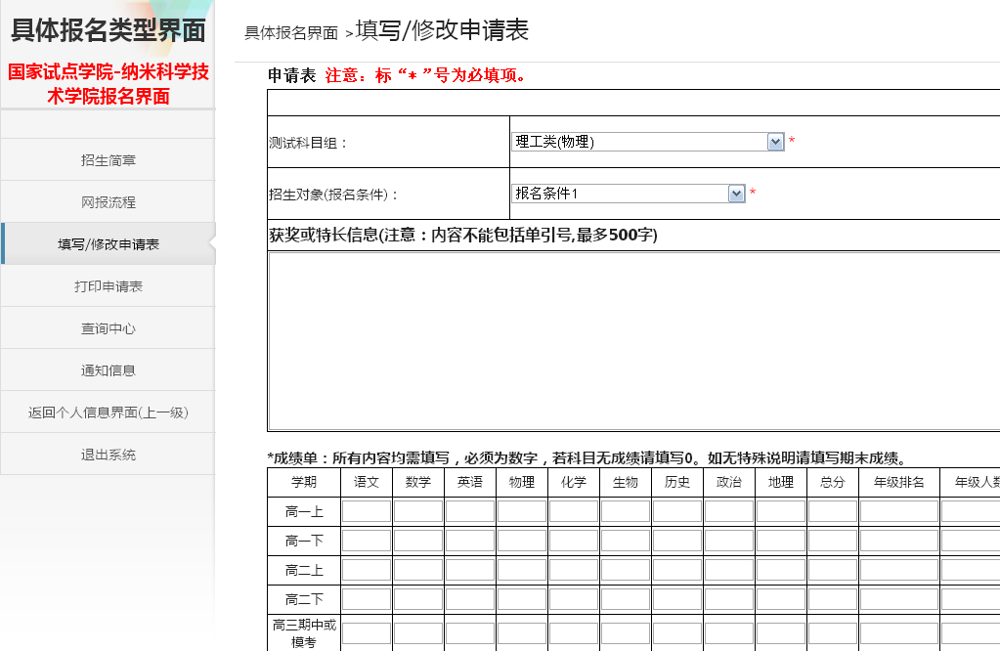 具体报名类型界面
国家试点学院-纳米科学技
术学院报名界面
招生简章
网报流程
填写/修改申请表
打印申请表
查询中心
通知信息
返回个人信息界面(上一级)
退出系统
具体报名界面 >填写/修改申请表
申请表 注意：标“*”号为必填项。
测试科目组： 理工类(物理) *
招生对象(报名条件)： 报名条件1 *
获奖或特长信息(注意：内容不能包括单引号,最多500字)
*成绩单：所有内容均需填写，必须为数字，若科目无成绩请填写0。如无特殊说明请填写期末成绩。
学期 语文 数学 英语 物理 化学 生物 历史 政治 地理 总分 年级排名 年级人数
高一上
高一下
高二上
高二下
高三期中或
模考